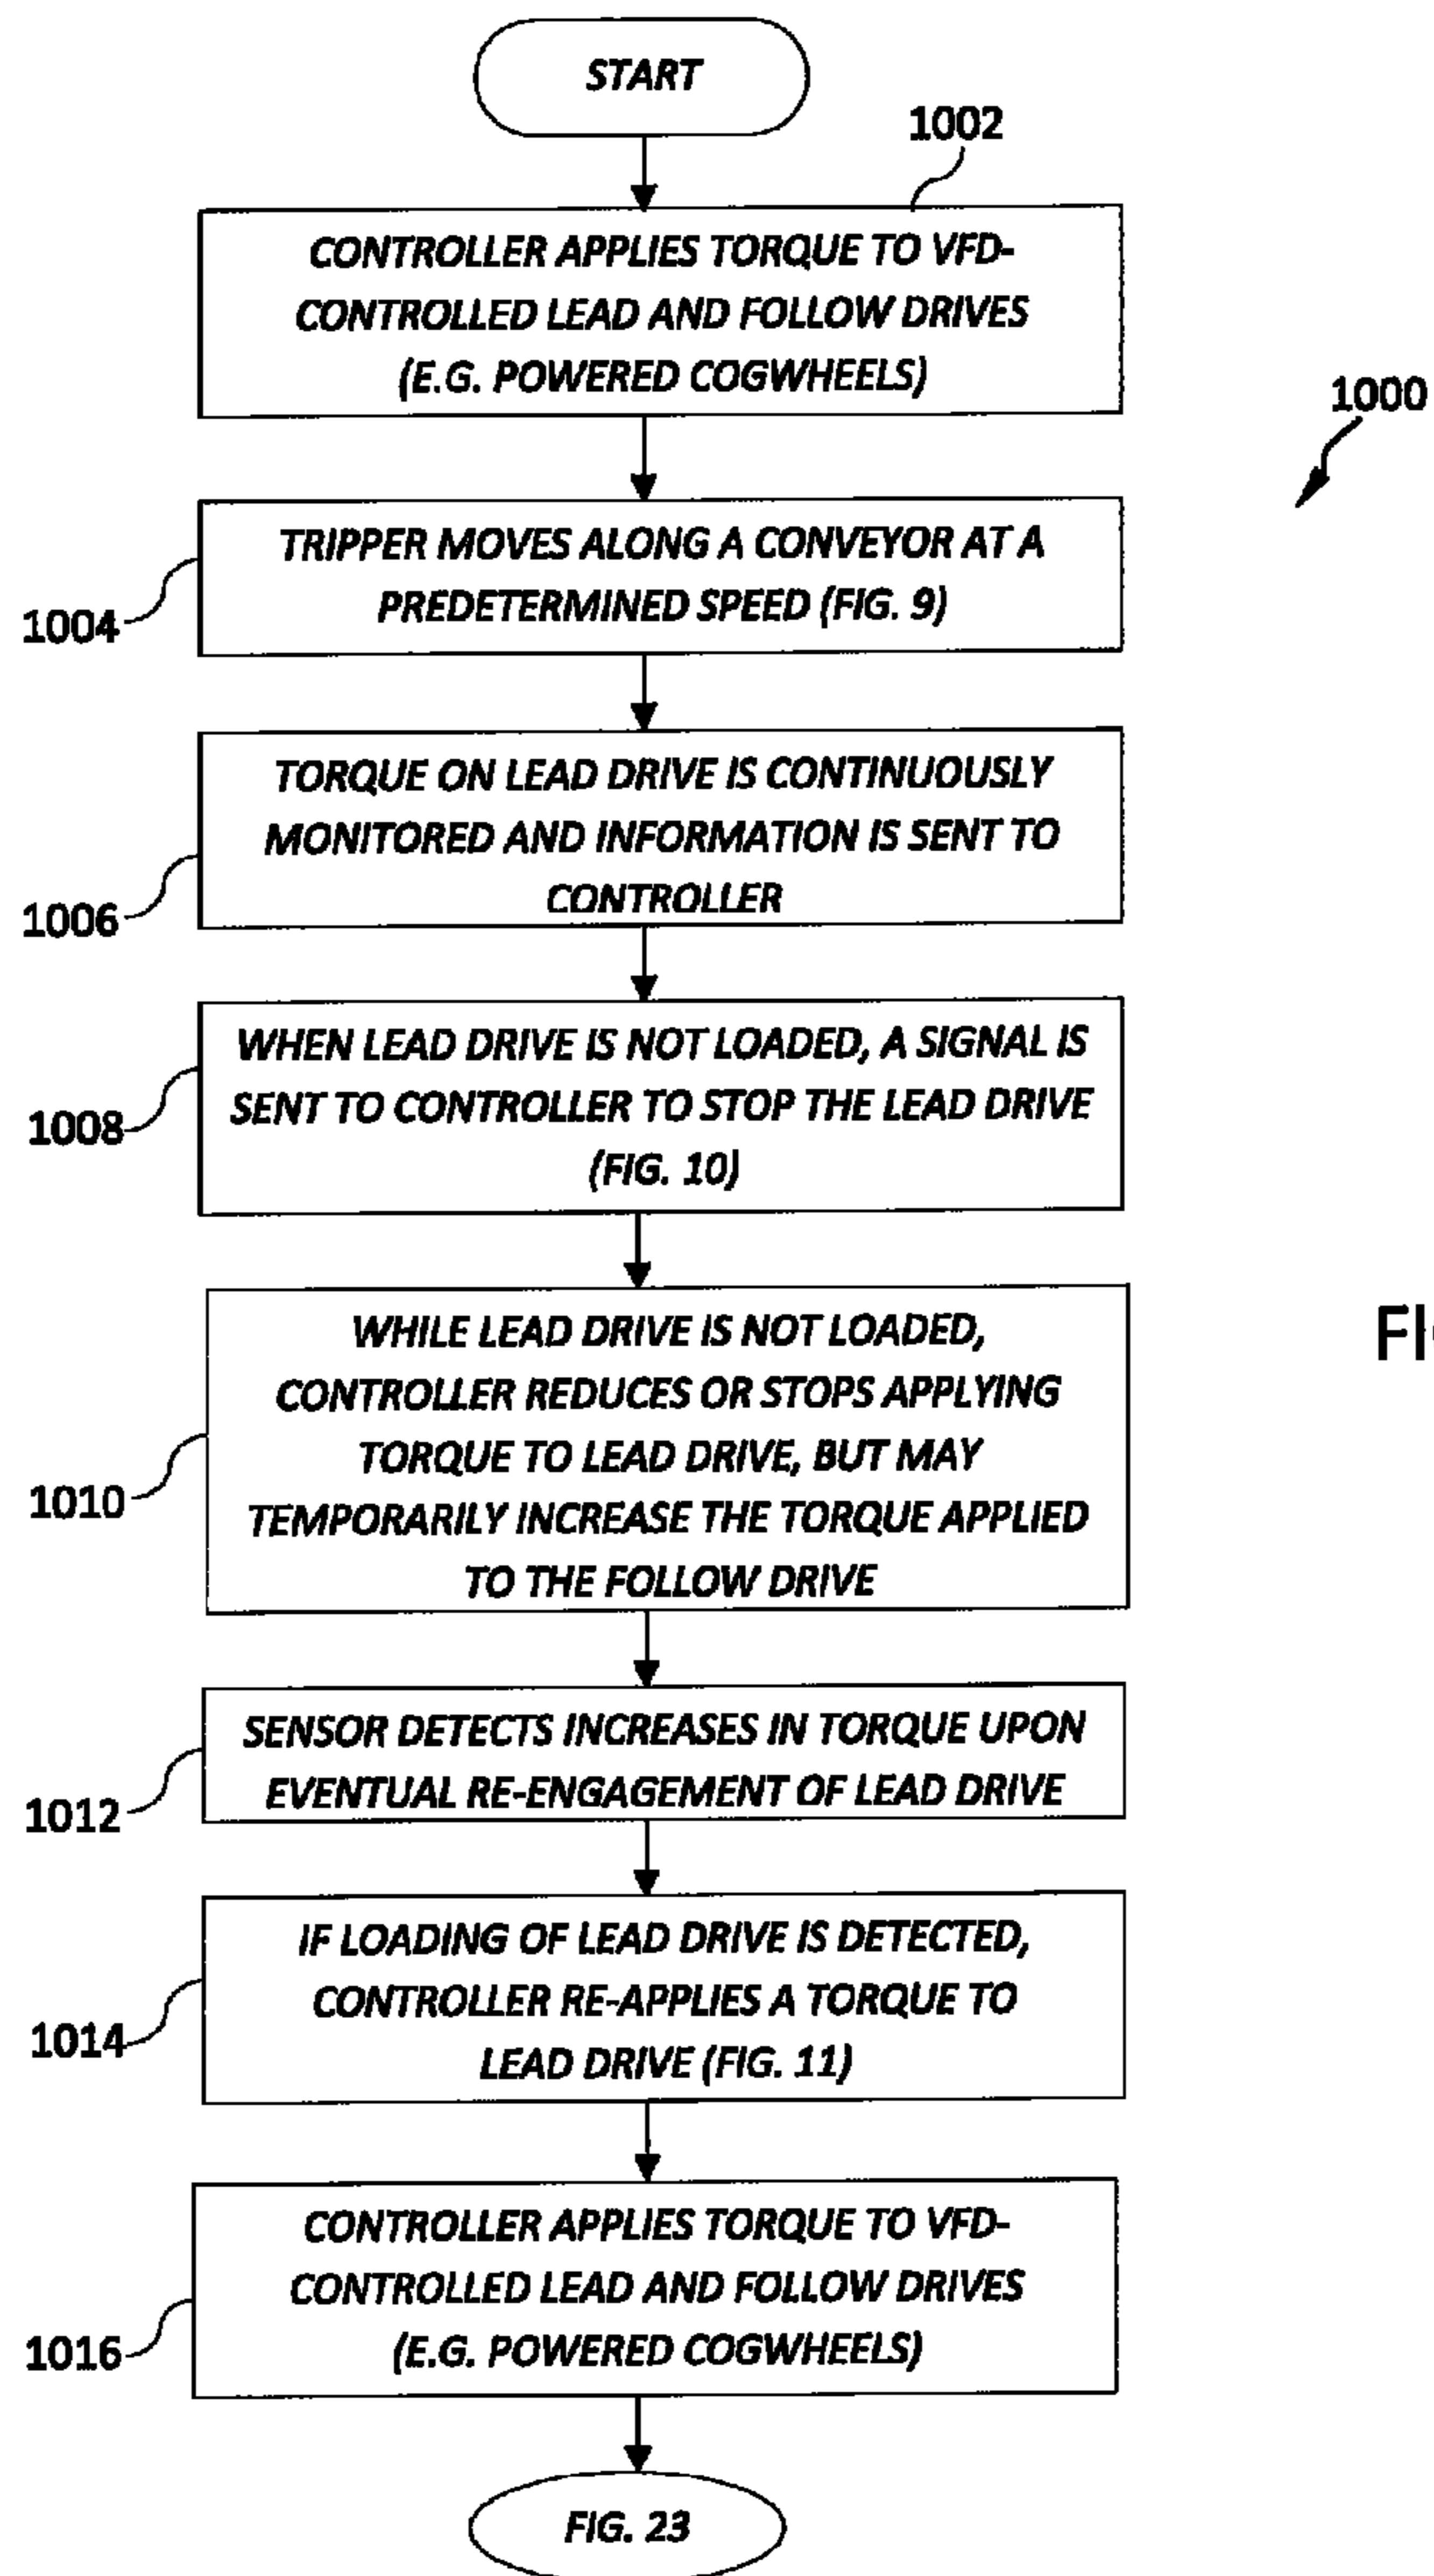 START
1002
CONTROLLER APPLIES TORQUE TO VFD-
CONTROLLED LEAD AND FOLLOW DRIVES
(E.G. POWERED COGWHEELS)
1000
TRIPPER MOVES ALONG A CONVEYOR AT A
PREDETERMINED SPEED (FIG. 9)
1004
TORQUE ON LEAD DRIVE IS CONTINUOUSLY
MONITORED AND INFORMATION IS SENT TO
CONTROLLER
1006
WHEN LEAD DRIVE IS NOT LOADED, A SIGNAL IS
SENT TO CONTROLLER TO STOP THE LEAD DRIVE
(FIG. 10)
1008
WHILE LEAD DRIVE IS NOT LOADED,
CONTROLLER REDUCES OR STOPS APPLYING
TORQUE TO LEAD DRIVE, BUT MAY
TEMPORARILY INCREASE THE TORQUE APPLIED
TO THE FOLLOW DRIVE
1010
SENSOR DETECTS INCREASES IN TORQUE UPON
EVENTUAL RE-ENGAGEMENT OF LEAD DRIVE
1012
IF LOADING OF LEAD DRIVE IS DETECTED,
CONTROLLER RE-APPLIES A TORQUE TO
LEAD DRIVE (FIG. 11)
1014
CONTROLLER APPLIES TORQUE TO VFD-
CONTROLLED LEAD AND FOLLOW DRIVES
(E.G. POWERED COGWHEELS)
1016
FIG. 23